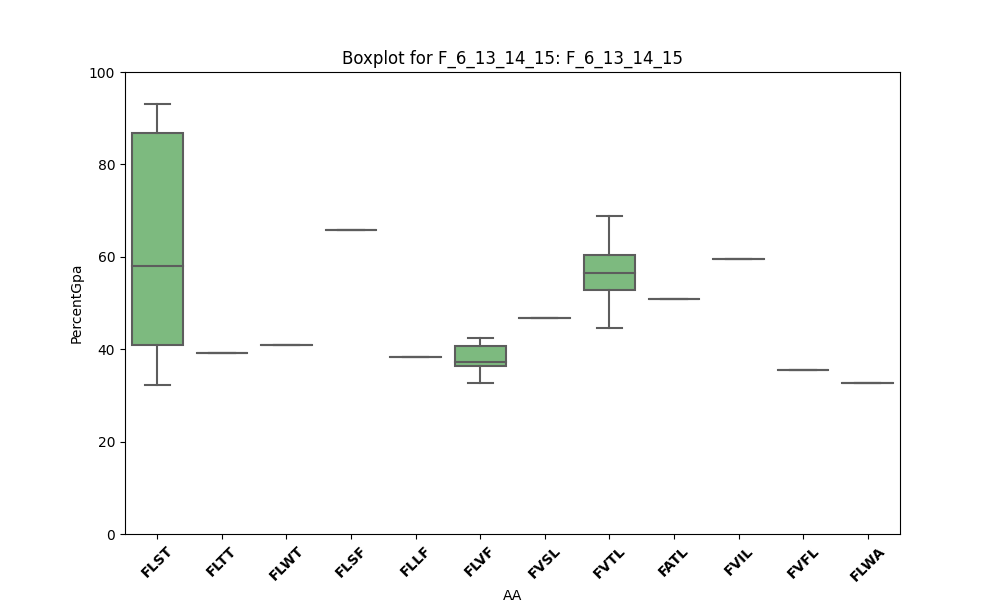 Boxplot for F_6_13_14_15: F_6_13_14_15
100
80
60
40
20
0
PercentGpa
FLST
FLTT
FLWT
FLSF
FLLF
FLVF
FVSL
FVTL
FATL
FVIL
FVFL
FLWA
AA